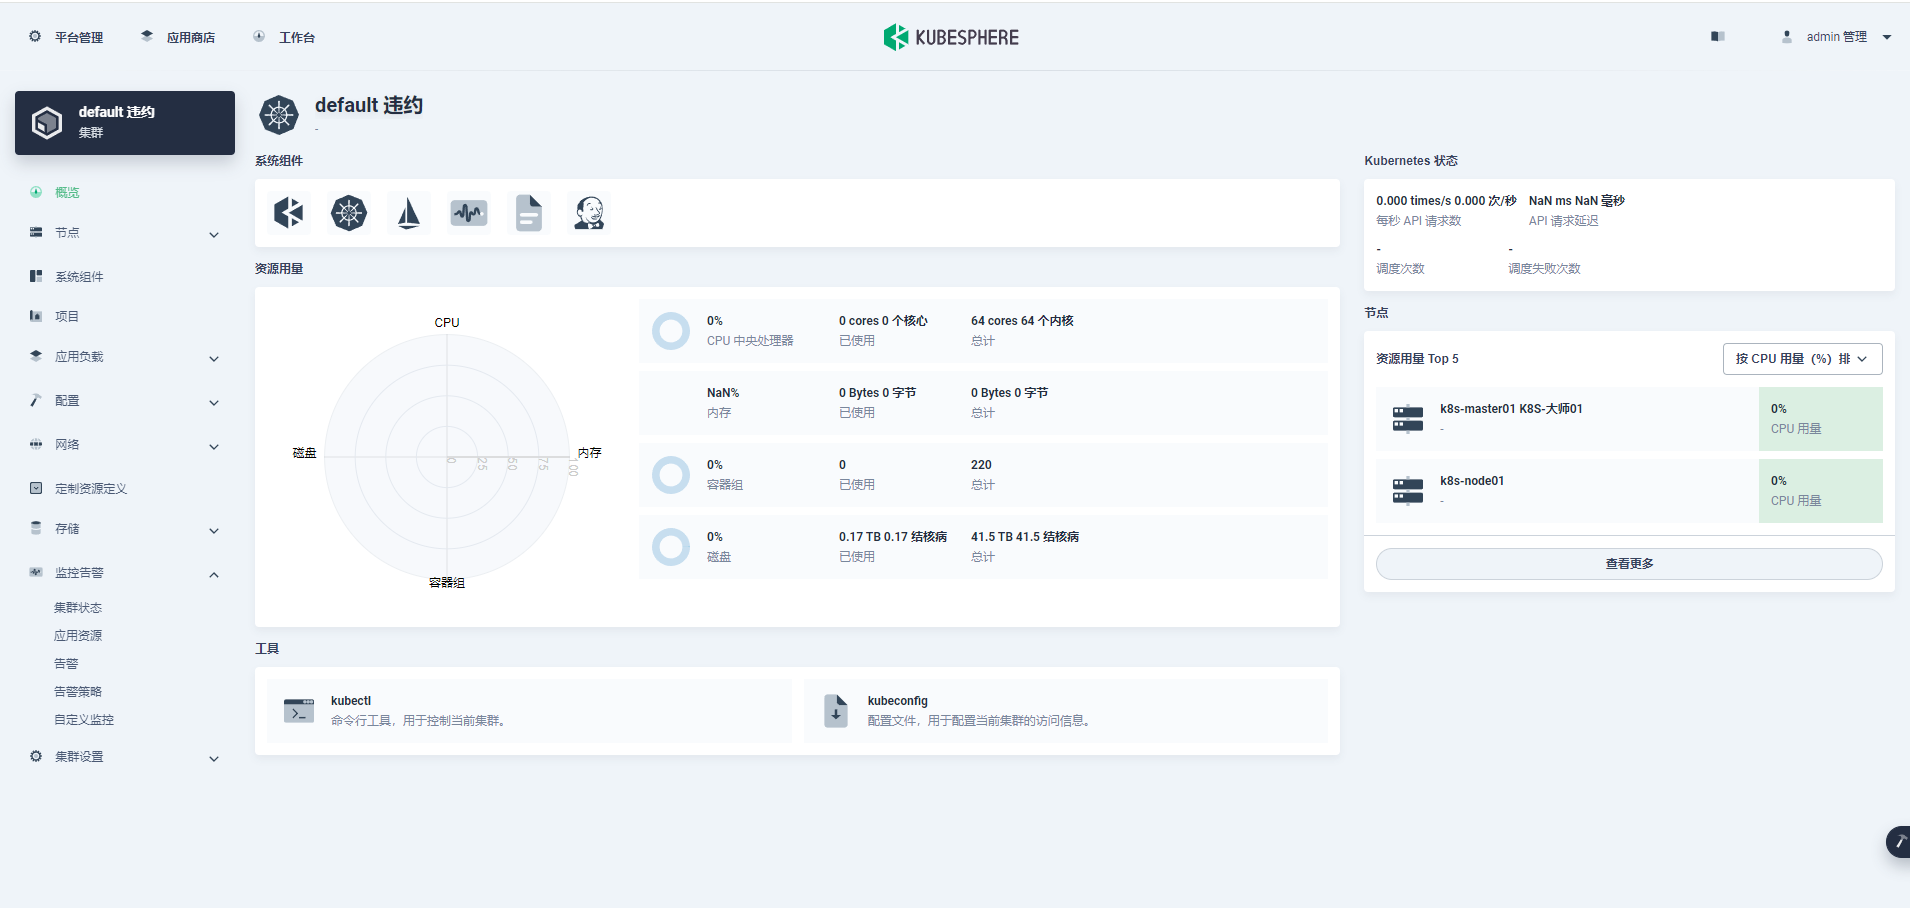 平台管理
应用商店
工作台
KUBESPHERE
admin 管理
default 违约
集群
概览
节点
系统组件
项目
应用负载
配置
网络
定制资源定义
存储
监控告警
集群状态
应用资源
告警
告警策略
自定义监控
集群设置
default 违约
-
系统组件
资源用量
CPU
内存
容器组
磁盘
0
25
50
75
100
0%
CPU 中央处理器
0 cores 0 个核心
已使用
64 cores 64 个内核
总计
NaN%
内存
0 Bytes 0 字节
已使用
0 Bytes 0 字节
总计
0%
容器组
0
已使用
220
总计
0%
磁盘
0.17 TB 0.17 结核病
已使用
41.5 TB 41.5 结核病
总计
工具
kubectl
命令行工具，用于控制当前集群。
kubeconfig
配置文件，用于配置当前集群的访问信息。
Kubernetes 状态
0.000 times/s 0.000 次/秒
每秒 API 请求数
NaN ms NaN 毫秒
API 请求延迟
-
调度次数
-
调度失败次数
节点
资源用量 Top 5
按 CPU 用量（%）排
k8s-master01 K8S-大师01
-
0%
CPU 用量
k8s-node01
-
0%
CPU 用量
查看更多